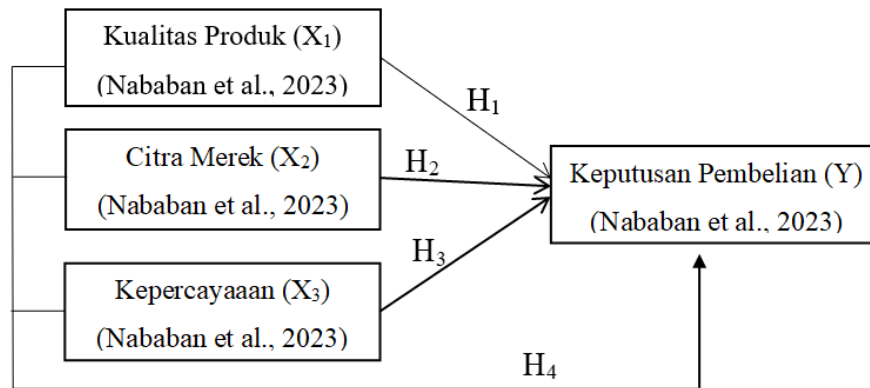 Kualitas Produk (X₁)
(Nababan et al., 2023)
H₁
Citra Merek (X₂)
(Nababan et al., 2023)
H₂
Keputusan Pembelian (Y)
(Nababan et al., 2023)
H₃
Kepercayaaan (X₃)
(Nababan et al., 2023)
H₄